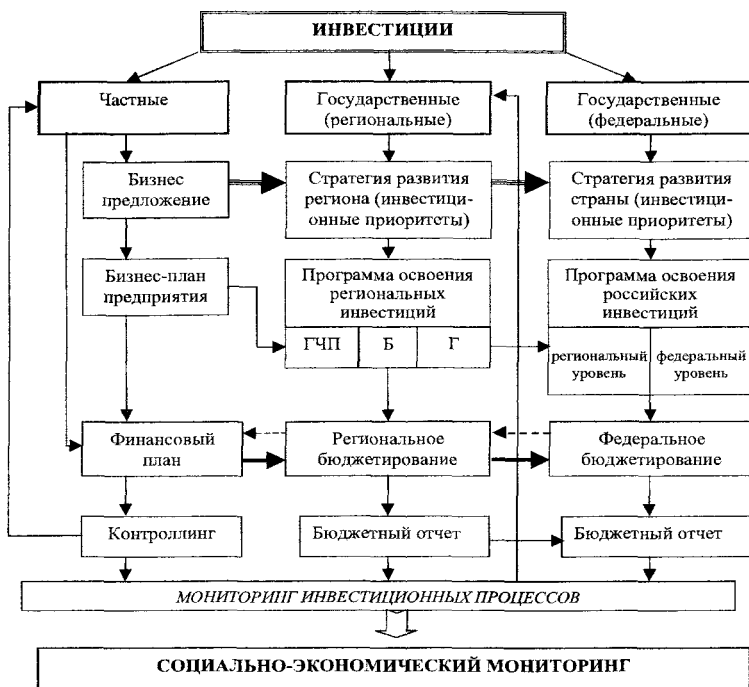 ИНВЕСТИЦИИ
Частные
Государственные
(региональные)
Государственные
(федеральные)
Бизнес
предложение
Стратегия развития
региона (инвестици-
онные приоритеты)
Стратегия развития
страны (инвестици-
онные приоритеты)
Бизнес-план
предприятия
Программа освоения
региональных
инвестиций
ГЧП
Б
Г
Программа освоения
российских
инвестиций
региональный
уровень
федеральный
уровень
Финансовый
план
Региональное
бюджетирование
Федеральное
бюджетирование
Контроллинг
Бюджетный отчет
Бюджетный отчет
МОНИТОРИНГ ИНВЕСТИЦИОННЫХ ПРОЦЕССОВ
СОЦИАЛЬНО-ЭКОНОМИЧЕСКИЙ МОНИТОРИНГ